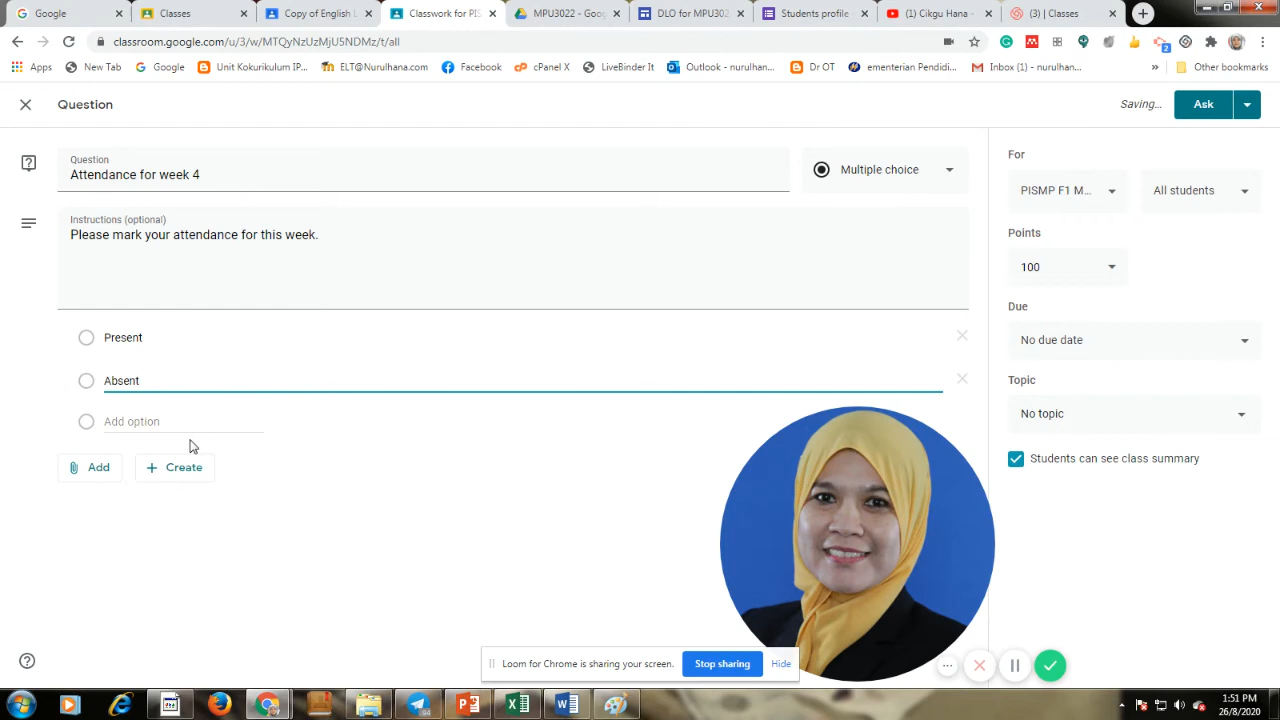 Google
Classes
Copy of English L
Classwork for PIS
MRU3022 - Goog
DLO for MRU302
Students profilin
(1) Cikgu Hana -
(3) | Classes
classroom.google.com/u/3/w/MTQyNzUzMjU5NDMz/t/all
Apps
New Tab
Google
Unit Kokurikulum IP...
ELT@Nurulhana.com
Facebook
cPanel X
LiveBinder It
Outlook - nurulhan...
Dr OT
ementerian Pendidi...
Inbox (1) - nurulhan...
Other bookmarks
Question
Saving...
Ask
Question
Attendance for week 4
Multiple choice
Instructions (optional)
Please mark your attendance for this week.
Present
Absent
Add option
Add
Create
For
PISMP F1 M...
All students
Points
100
Due
No due date
Topic
No topic
Students can see class summary
Loom for Chrome is sharing your screen.
Stop sharing
Hide
1:51 PM
26/8/2020